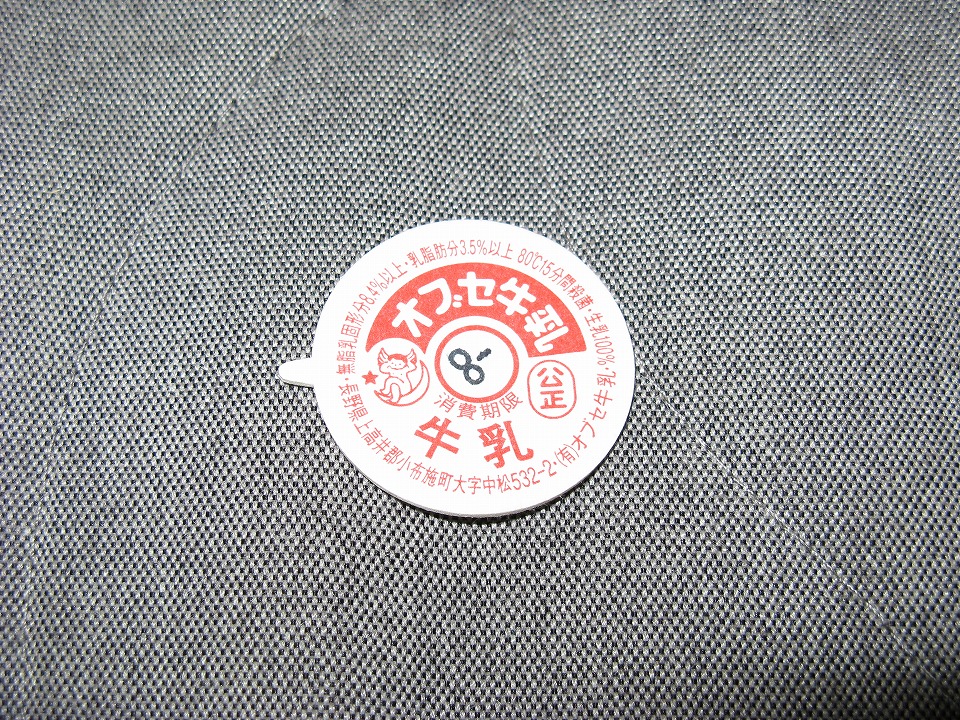 無脂乳固形分8.4%以上・乳脂肪分3.5%以上 80℃15分間殺菌・生乳100%・
オブセ牛乳
8
消費期限
公正
牛乳
長野県上高井郡小布施町大字中松532-2・(有)オブセ牛乳・